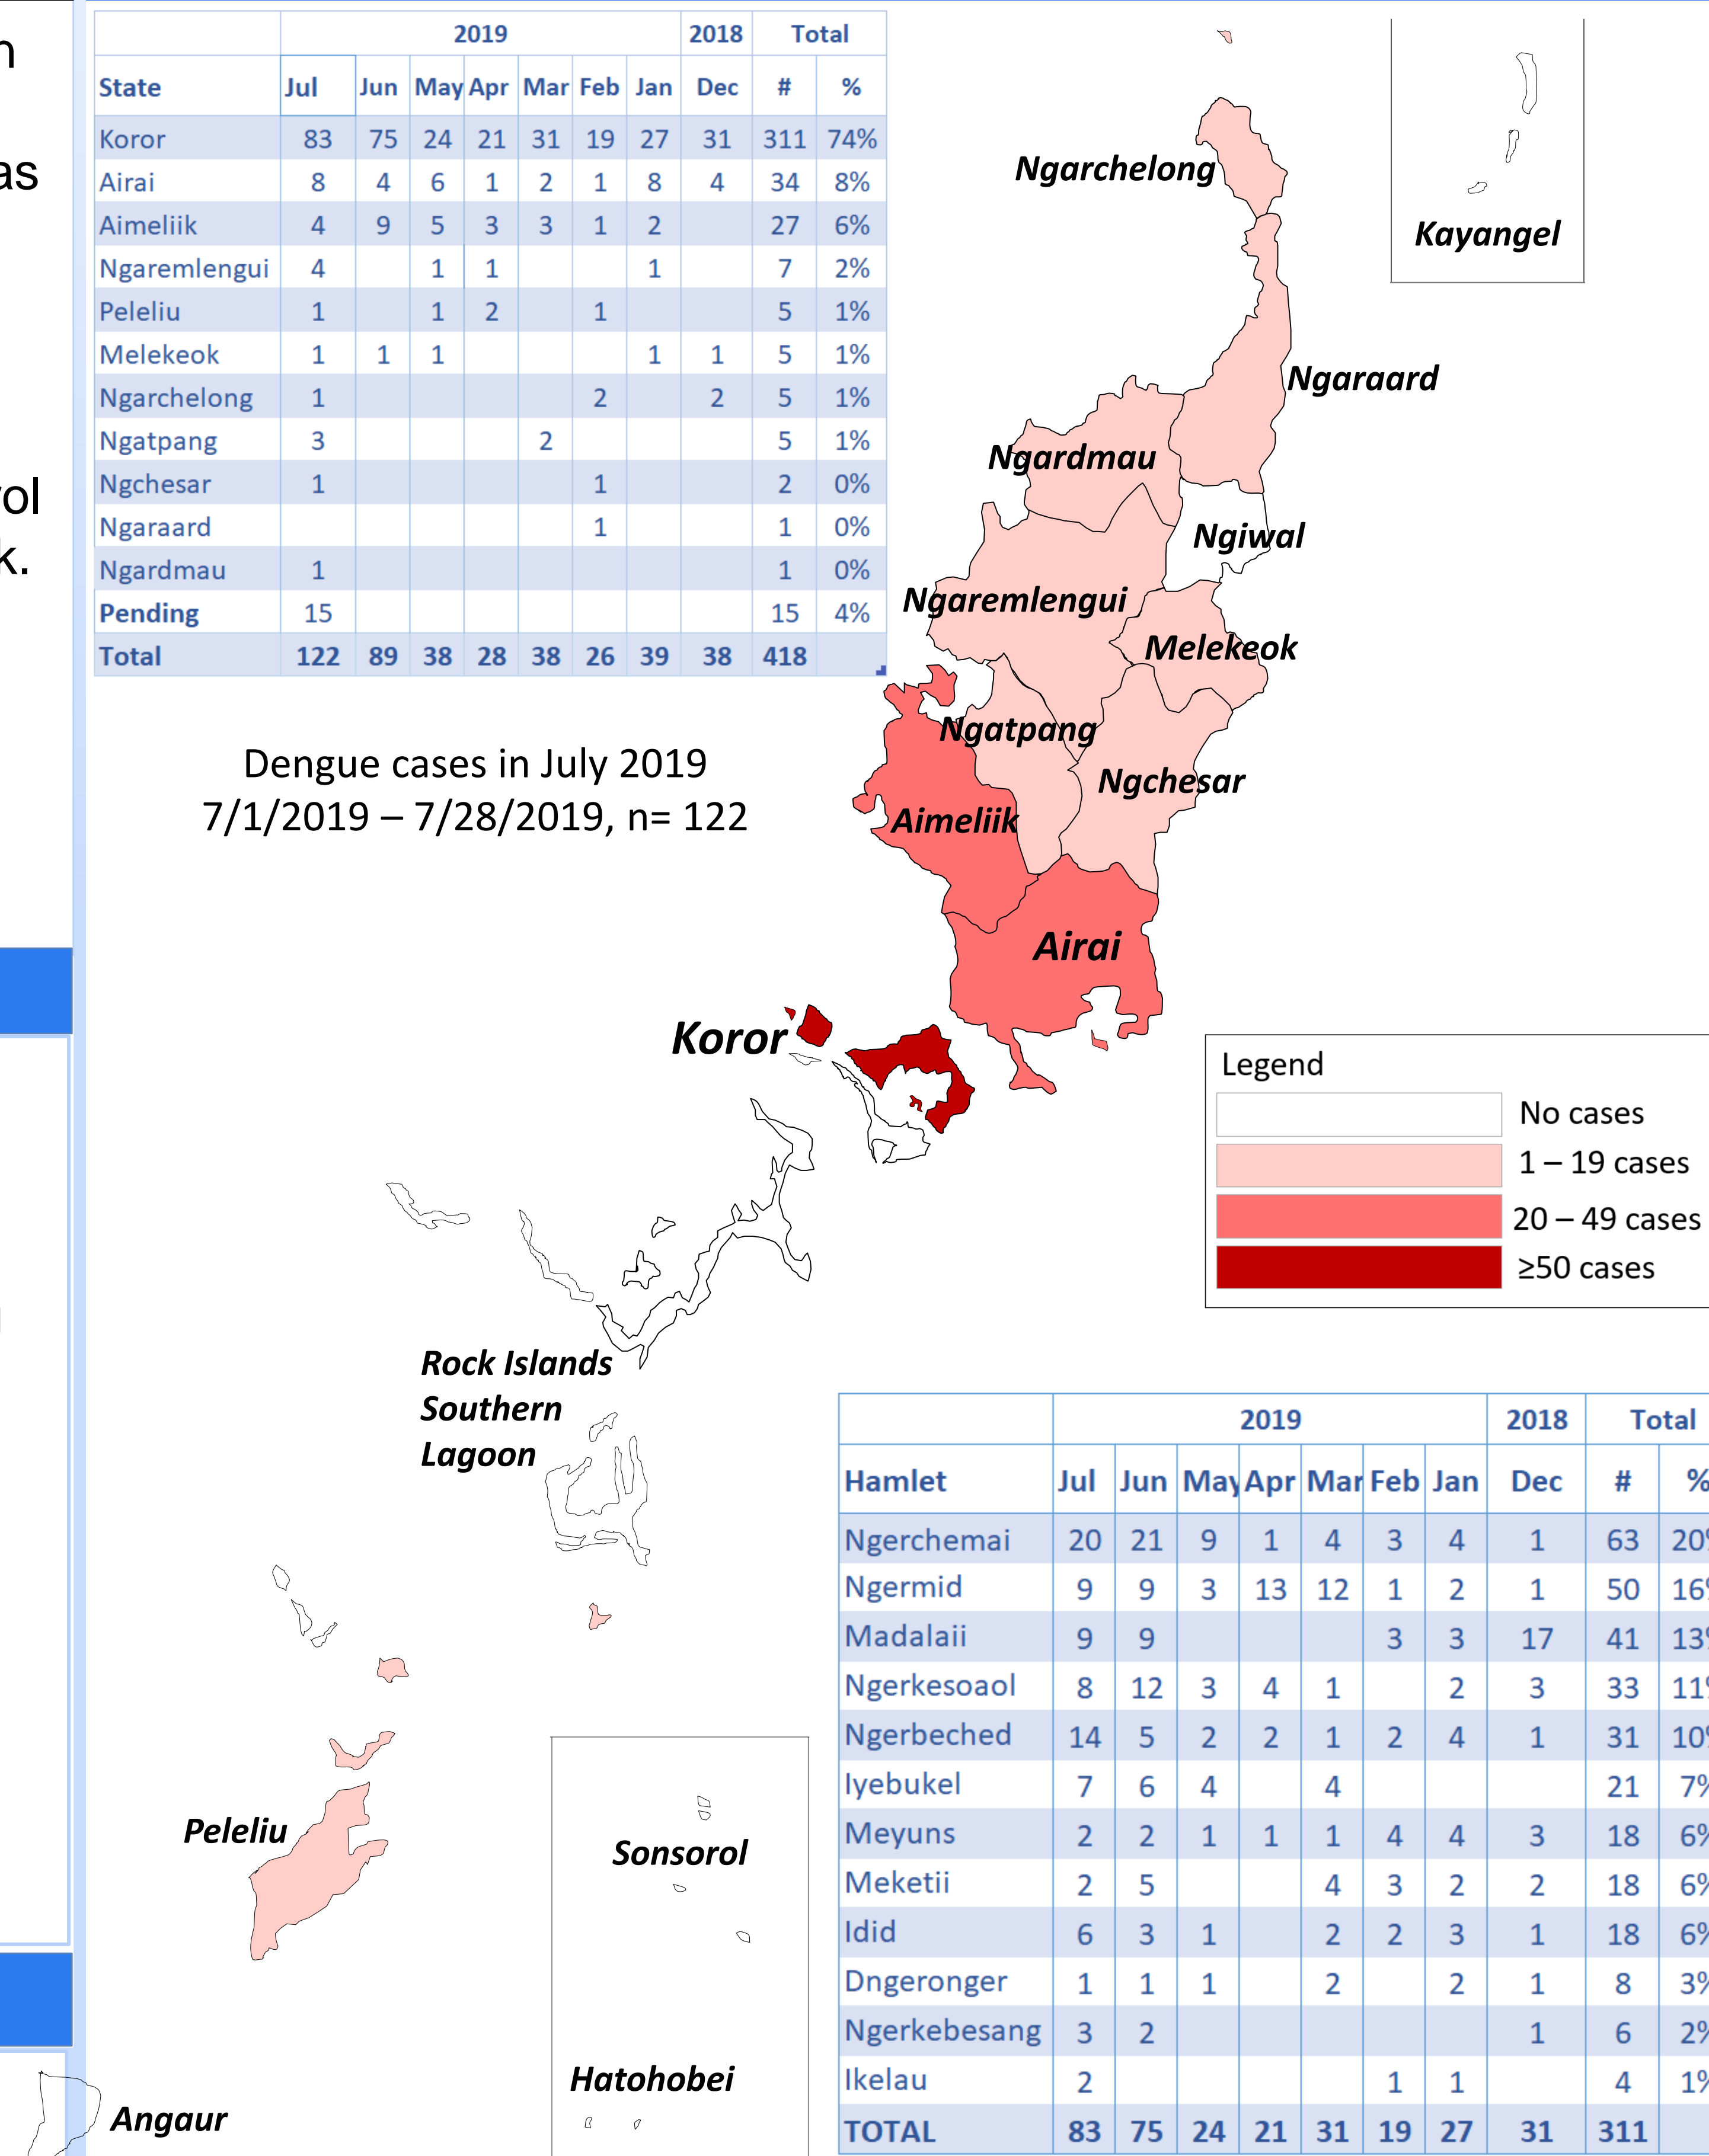 n
as
rol
k.
2019 2018 Total
State Jul Jun May Apr Mar Feb Jan Dec # %
Koror 83 75 24 21 31 19 27 31 311 74%
Airai 8 4 6 1 2 1 8 4 34 8%
Aimeliik 4 9 5 3 3 1 2 27 6%
Ngaremlengui 4 1 1 1 7 2%
Peleliu 1 1 2 1 5 1%
Melekeok 1 1 1 1 1 5 1%
Ngarchelong 1 2 2 5 1%
Ngatpang 3 2 5 1%
Ngchesar 1 1 2 0%
Ngaraard 1 1 0%
Ngardmau 1 1 0%
Pending 15 15 4%
Total 122 89 38 28 38 26 39 38 418
Dengue cases in July 2019
7/1/2019 – 7/28/2019, n= 122
Ngarchelong
Kayangel
Ngaraard
Ngardmau
Ngiwal
Ngaremlengui
Melekeok
Ngatpang
Ngchesar
Aimeliik
Airai
Koror
Legend
No cases
1 – 19 cases
20 – 49 cases
≥50 cases
Rock Islands
Southern
Lagoon
Peleliu
Sonsorol
Hatohobei
Angaur
2019 2018 Total
Hamlet Jul Jun May Apr Mar Feb Jan Dec # %
Ngerchemai 20 21 9 1 4 3 4 1 63 20%
Ngermid 9 9 3 13 12 1 2 1 50 16%
Madalaii 9 9 3 3 17 41 13%
Ngerkesoaol 8 12 3 4 1 2 3 33 11%
Ngerbeched 14 5 2 2 1 2 4 1 31 10%
Iyebukel 7 6 4 4 21 7%
Meyuns 2 2 1 1 1 4 4 3 18 6%
Meketii 2 5 4 3 2 2 18 6%
Idid 6 3 1 2 2 3 1 18 6%
Dngeronger 1 1 1 2 2 1 8 3%
Ngerkebesang 3 2 1 6 2%
Ikelau 2 1 1 4 1%
TOTAL 83 75 24 21 31 19 27 31 311